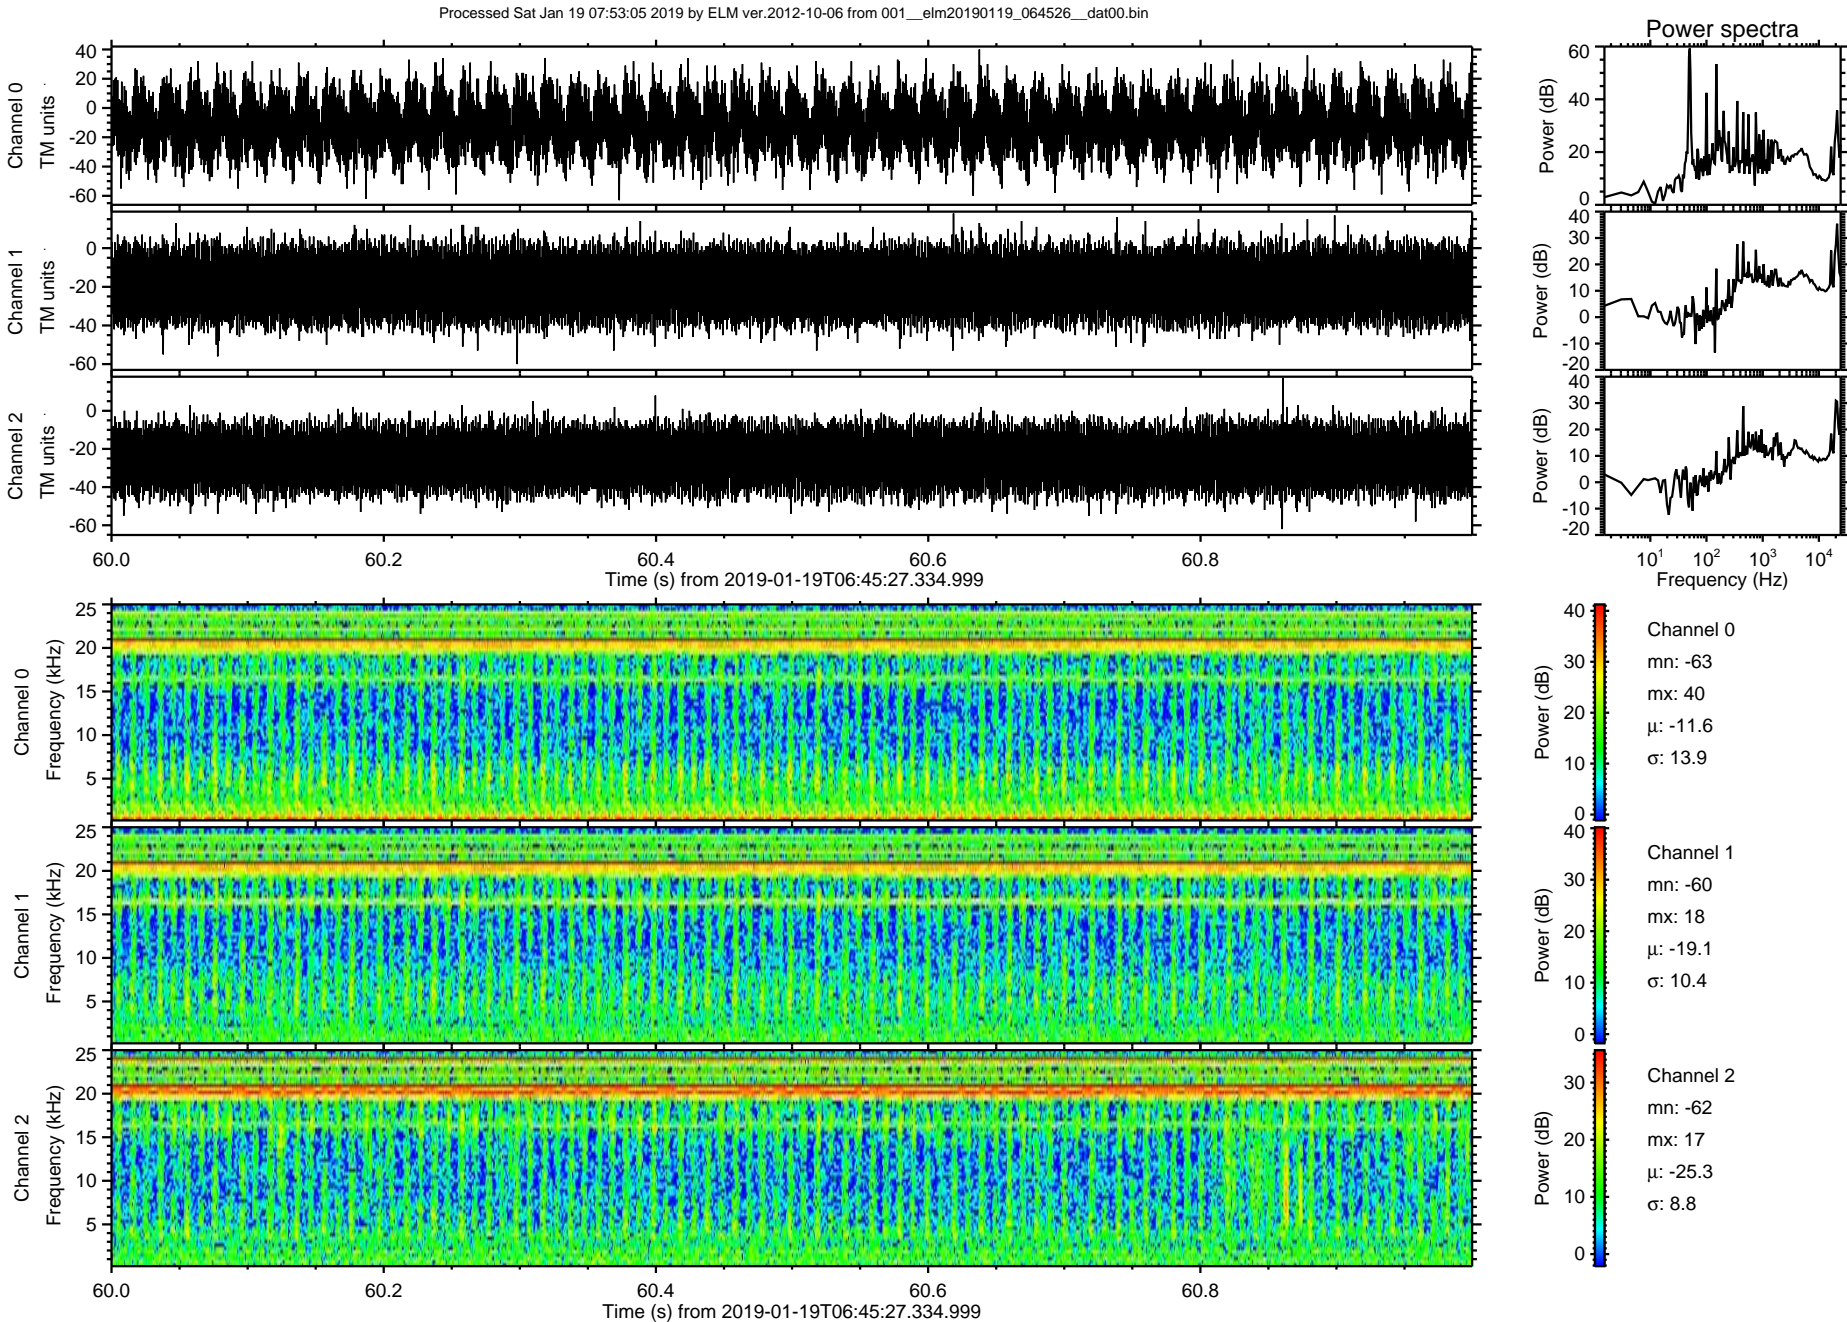 Processed Sat Jan 19 07:53:05 2019 by ELM ver.2012-10-06 from 001__elm20190119_064526__dat00.bin
Power spectra
Channel 0
TM units
40
20
0
-20
-40
-60
Power (dB)
60
40
20
0
Channel 1
TM units
0
-20
-40
-60
Power (dB)
40
30
20
10
0
-10
-20
Channel 2
TM units
0
-20
-40
-60
Power (dB)
40
30
20
10
0
-10
-20
60.0 60.2 60.4 60.6 60.8
Time (s) from 2019-01-19T06:45:27.334.999
10¹ 10² 10³ 10⁴
Frequency (Hz)
Channel 0
Frequency (kHz)
25
20
15
10
5
Power (dB)
40
30
20
10
0
Channel 0
mn: -63
mx: 40
μ: -11.6
σ: 13.9
Channel 1
Frequency (kHz)
25
20
15
10
5
Power (dB)
40
30
20
10
0
Channel 1
mn: -60
mx: 18
μ: -19.1
σ: 10.4
Channel 2
Frequency (kHz)
25
20
15
10
5
Power (dB)
30
20
10
0
Channel 2
mn: -62
mx: 17
μ: -25.3
σ: 8.8
60.0 60.2 60.4 60.6 60.8
Time (s) from 2019-01-19T06:45:27.334.999